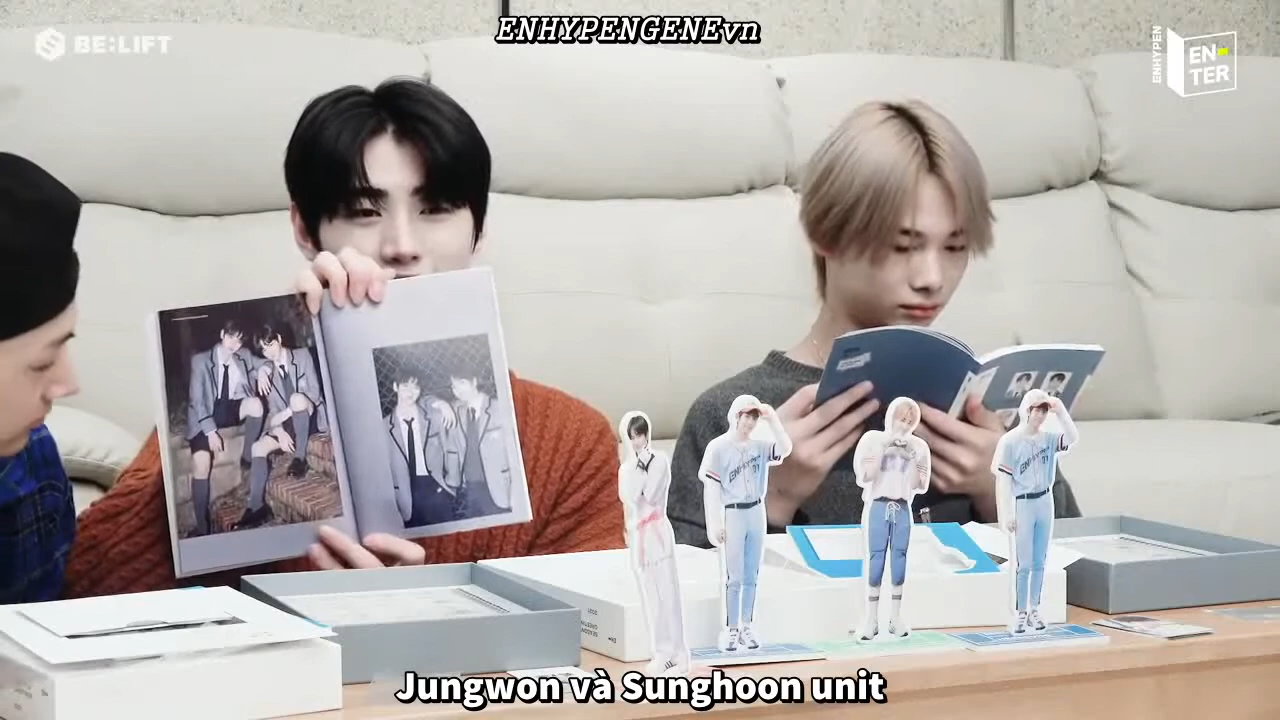 ENHYPENGENEvn
BE:LIFT
ENHYPEN
EN-
TER
Jungwon và Sunghoon unit